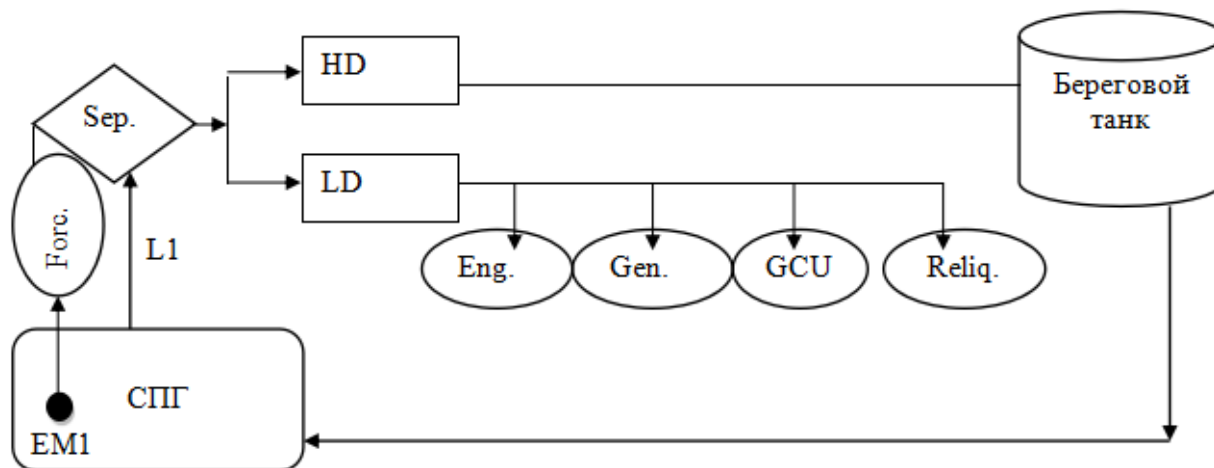 HD
Береговой
танк
Sep.
LD
Forc.
L1
Eng.
Gen.
GCU
Reliq.
СПГ
EM1